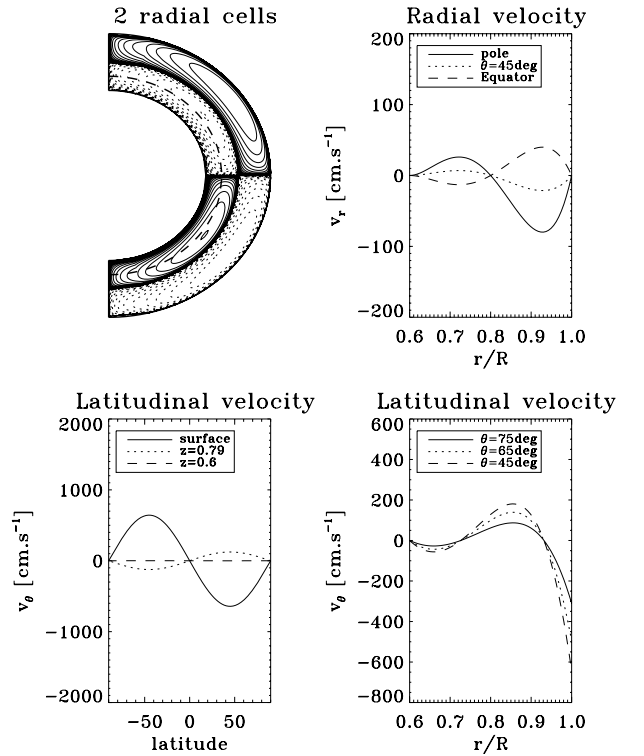 2 radial cells
Radial velocity
200
100
0
−100
−200
v_r [cm.s⁻¹]
pole
θ=45deg
Equator
0.6 0.7 0.8 0.9 1.0
r/R
Latitudinal velocity
2000
1000
0
−1000
−2000
v_θ [cm.s⁻¹]
surface
z=0.79
z=0.6
−50 0 50
latitude
Latitudinal velocity
600
400
200
0
−200
−400
−600
−800
v_θ [cm.s⁻¹]
θ=75deg
θ=65deg
θ=45deg
0.6 0.7 0.8 0.9 1.0
r/R